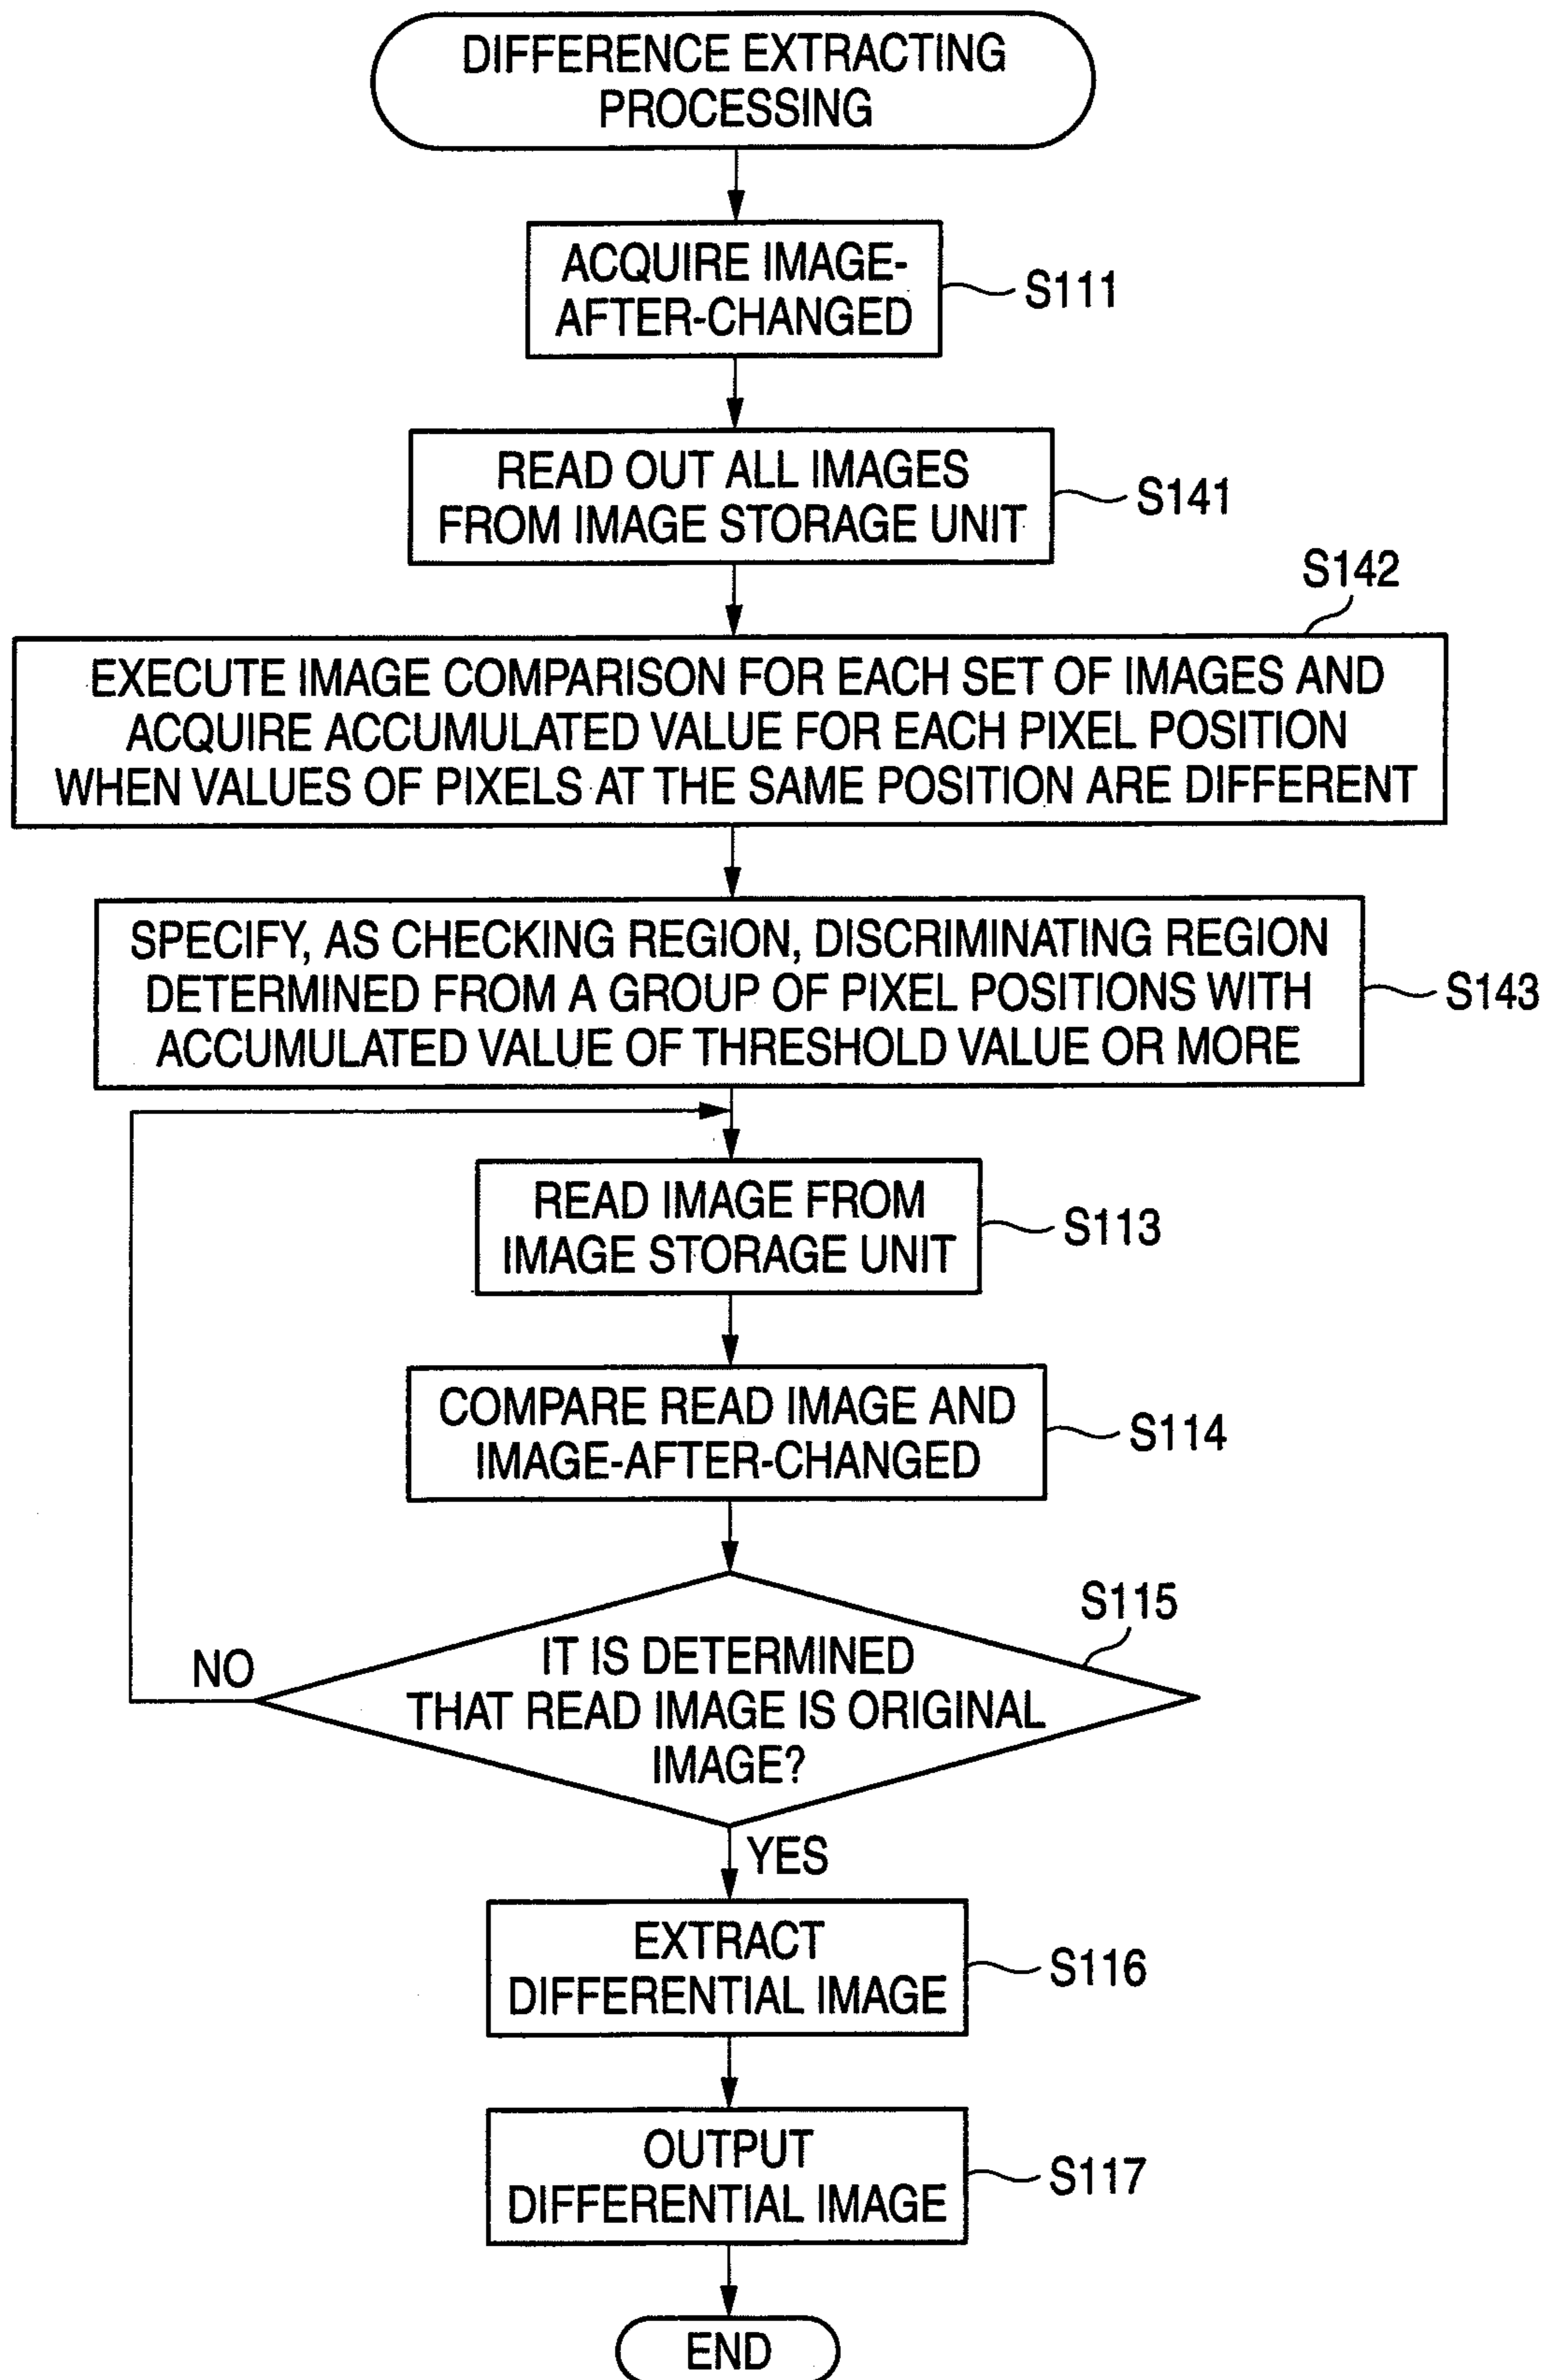 DIFFERENCE EXTRACTING
PROCESSING
ACQUIRE IMAGE-
AFTER-CHANGED
S111
READ OUT ALL IMAGES
FROM IMAGE STORAGE UNIT
S141
S142
EXECUTE IMAGE COMPARISON FOR EACH SET OF IMAGES AND
ACQUIRE ACCUMULATED VALUE FOR EACH PIXEL POSITION
WHEN VALUES OF PIXELS AT THE SAME POSITION ARE DIFFERENT
SPECIFY, AS CHECKING REGION, DISCRIMINATING REGION
DETERMINED FROM A GROUP OF PIXEL POSITIONS WITH
ACCUMULATED VALUE OF THRESHOLD VALUE OR MORE
S143
READ IMAGE FROM
IMAGE STORAGE UNIT
S113
COMPARE READ IMAGE AND
IMAGE-AFTER-CHANGED
S114
S115
IT IS DETERMINED
THAT READ IMAGE IS ORIGINAL
IMAGE?
NO
YES
EXTRACT
DIFFERENTIAL IMAGE
S116
OUTPUT
DIFFERENTIAL IMAGE
S117
END